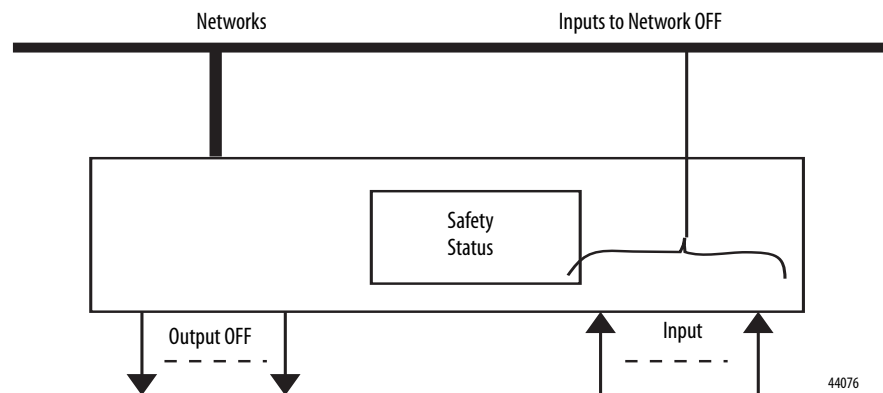 Networks
Inputs to Network OFF
Safety
Status
Output OFF
Input
44076